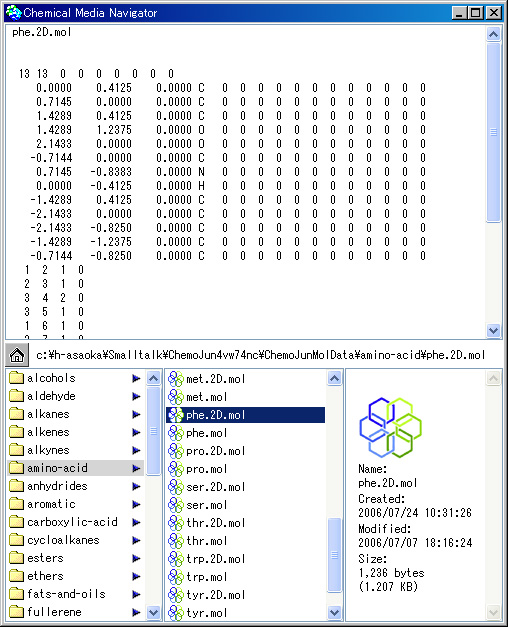 Chemical Media Navigator
phe.2D.mol
13 13 0 0 0 0 0 0 0
0.0000 0.4125 0.0000 C 0 0 0 0 0 0 0 0 0 0 0 0
0.7145 0.0000 0.0000 C 0 0 0 0 0 0 0 0 0 0 0 0
1.4289 0.4125 0.0000 C 0 0 0 0 0 0 0 0 0 0 0 0
1.4289 1.2375 0.0000 O 0 0 0 0 0 0 0 0 0 0 0 0
2.1433 0.0000 0.0000 O 0 0 0 0 0 0 0 0 0 0 0 0
-0.7144 0.0000 0.0000 C 0 0 0 0 0 0 0 0 0 0 0 0
0.7145 -0.8383 0.0000 N 0 0 0 0 0 0 0 0 0 0 0 0
0.0000 -0.4125 0.0000 H 0 0 0 0 0 0 0 0 0 0 0 0
-1.4289 0.4125 0.0000 C 0 0 0 0 0 0 0 0 0 0 0 0
-2.1433 0.0000 0.0000 C 0 0 0 0 0 0 0 0 0 0 0 0
-2.1433 -0.8250 0.0000 C 0 0 0 0 0 0 0 0 0 0 0 0
-1.4289 -1.2375 0.0000 C 0 0 0 0 0 0 0 0 0 0 0 0
-0.7144 -0.8250 0.0000 C 0 0 0 0 0 0 0 0 0 0 0 0
1 2 1 0
2 3 1 0
3 4 2 0
3 5 1 0
1 6 1 0
2 7 1 0
c:¥h-asaoka¥Smalltalk¥ChemoJun4vw74nc¥ChemoJunMolData¥amino-acid¥phe.2D.mol
alcohols
aldehyde
alkanes
alkenes
alkynes
amino-acid
anhydrides
aromatic
carboxylic-acid
cycloalkanes
esters
ethers
fats-and-oils
fullerene
met.2D.mol
met.mol
phe.2D.mol
phe.mol
pro.2D.mol
pro.mol
ser.2D.mol
ser.mol
thr.2D.mol
thr.mol
trp.2D.mol
trp.mol
tyr.2D.mol
tyr.mol
Name:
phe.2D.mol
Created:
2006/07/24 10:31:26
Modified:
2006/07/07 18:16:24
Size:
1,236 bytes
(1.207 KB)